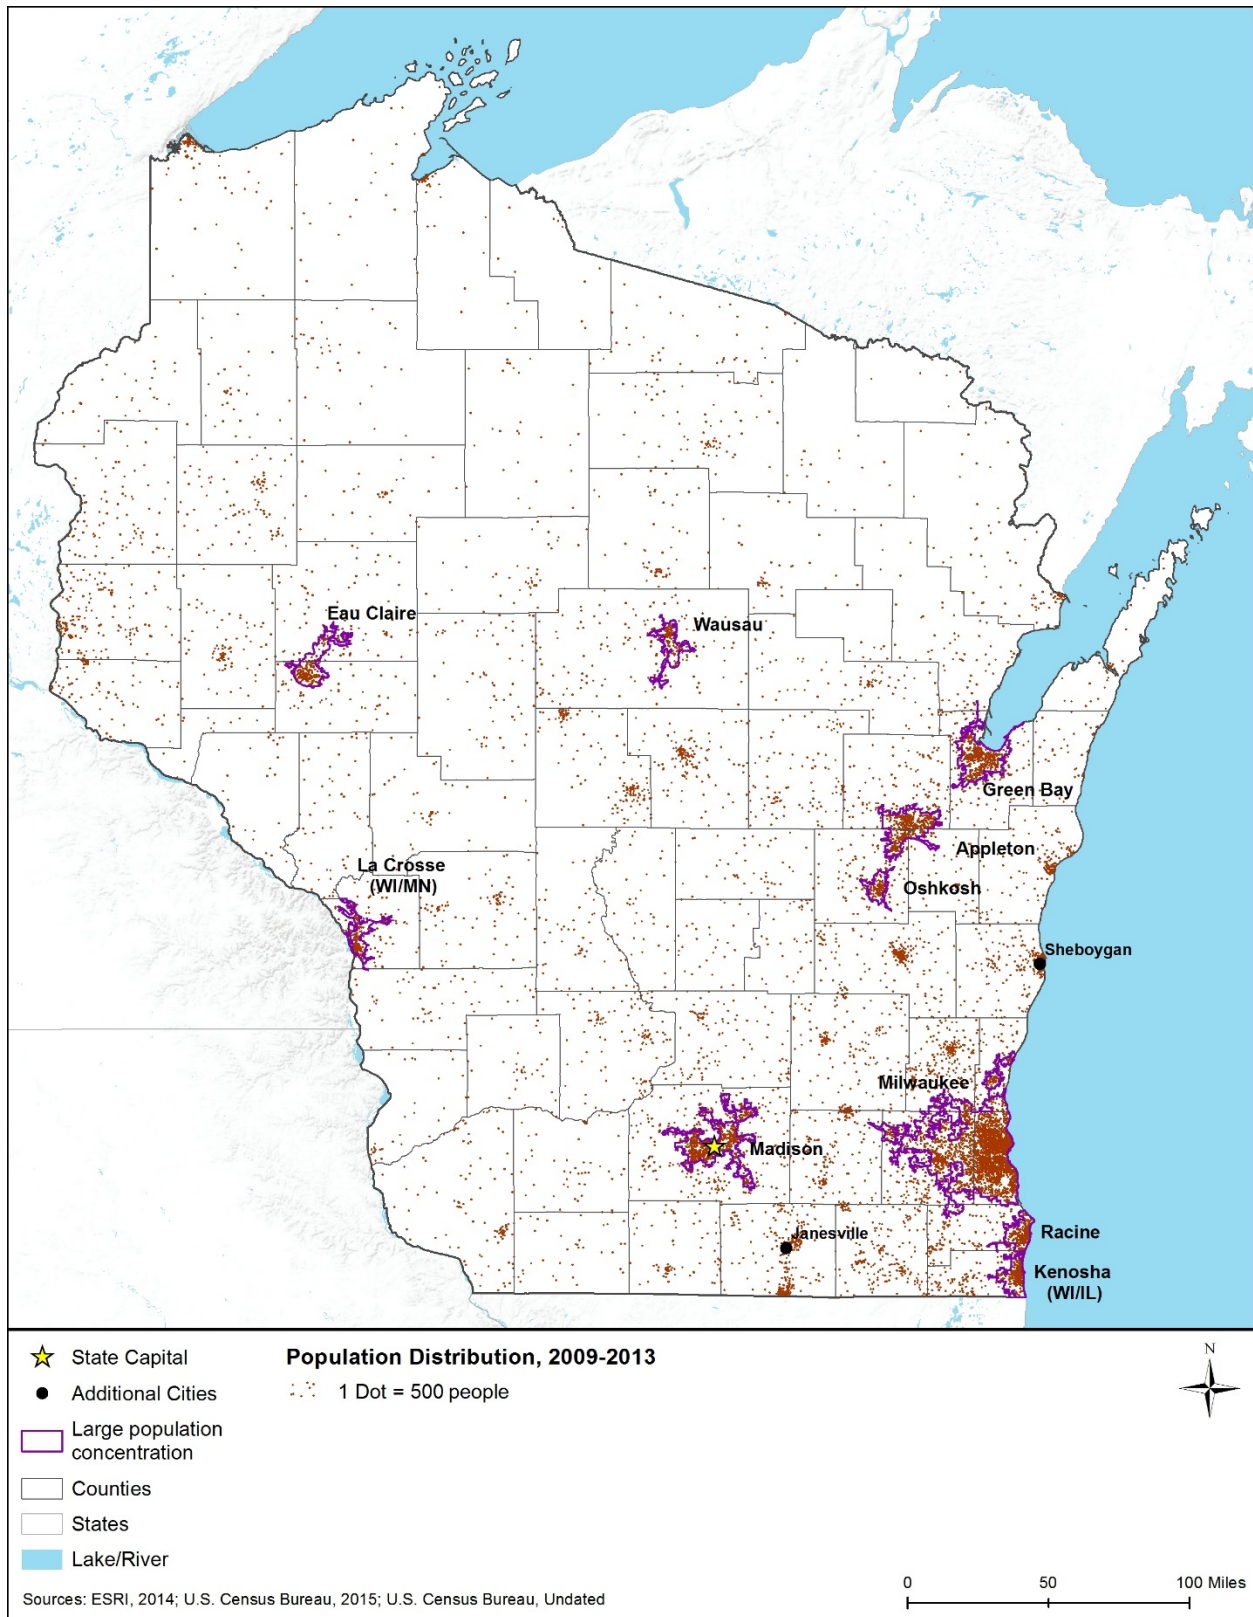 Eau Claire
Wausau
Green Bay
Appleton
Oshkosh
La Crosse
(WI/MN)
Sheboygan
Milwaukee
Madison
Janesville
Racine
Kenosha
(WI/IL)
State Capital
Population Distribution, 2009-2013
N
Additional Cities
1 Dot = 500 people
Large population
concentration
Counties
States
Lake/River
0 50 100 Miles
Sources: ESRI, 2014; U.S. Census Bureau, 2015; U.S. Census Bureau, Undated